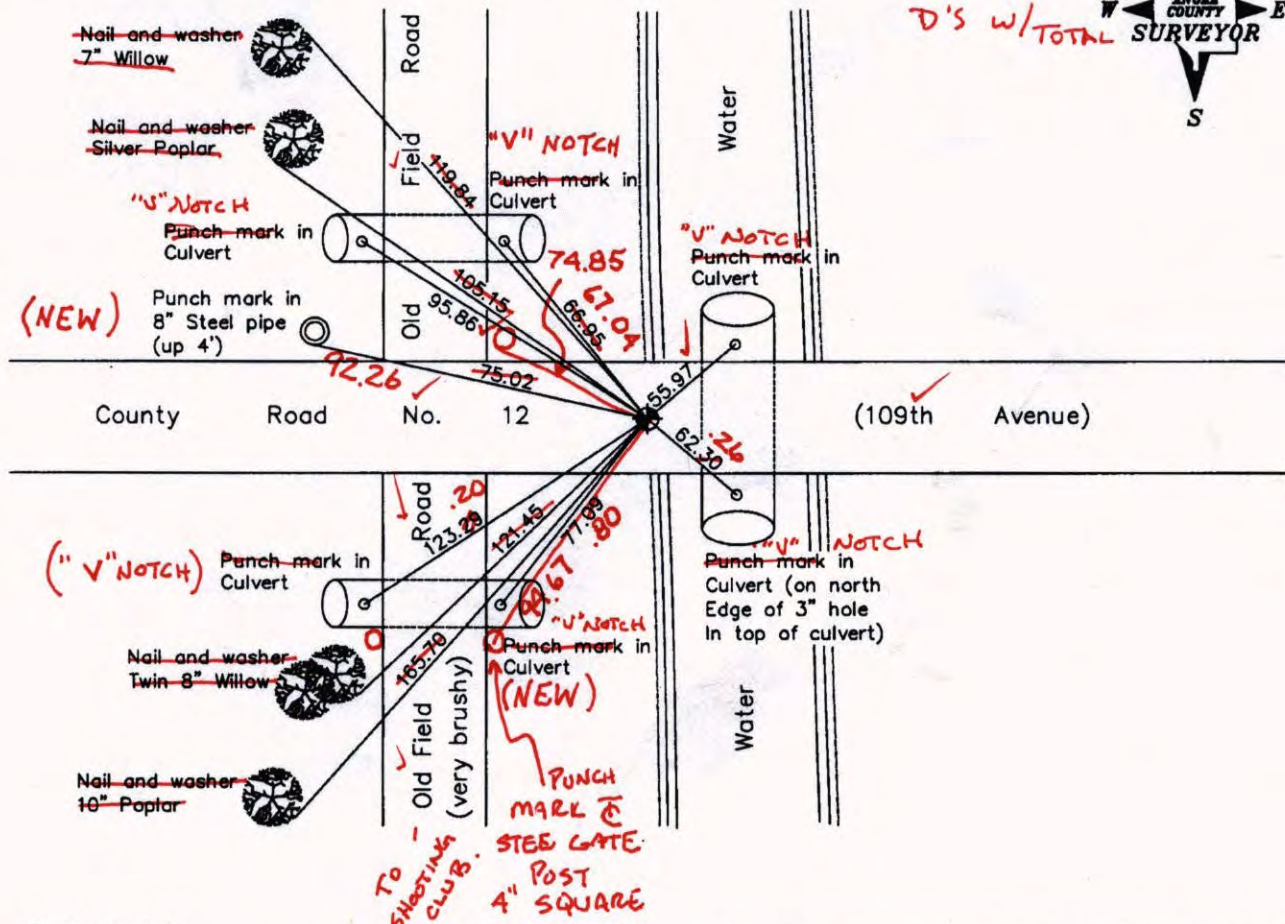 D'S W/ TOTAL
W
COUNTY
E
SURVEYOR
S
Nail and washer
7" Willow
Nail and washer
Silver Poplar
Road
Field
Old
Water
119.84
"V" NOTCH
Punch mark in
Culvert
"V" NOTCH
Punch mark in
Culvert
"V" NOTCH
Punch mark in
Culvert
74.85
67.04
66.95
105.15
95.86
(NEW)
Punch mark in
8" Steel pipe
(up 4')
92.26
75.02
55.97
County Road No. 12
(109th Avenue)
62.30
.26
Road
.20
123.29
121.45
77.09
.80
("V" NOTCH)
Punch mark in
Culvert
"V" NOTCH
Punch mark in
Culvert (on north
Edge of 3" hole
In top of culvert)
"V" NOTCH
Punch mark in
Culvert
(NEW)
Nail and washer
Twin 8" Willow
165.70
Old Field
(very brushy)
Water
Nail and washer
10" Poplar
PUNCH
MARK
STEE GATE
POST
4" SQUARE
TO
SHOOTING
CLUB.